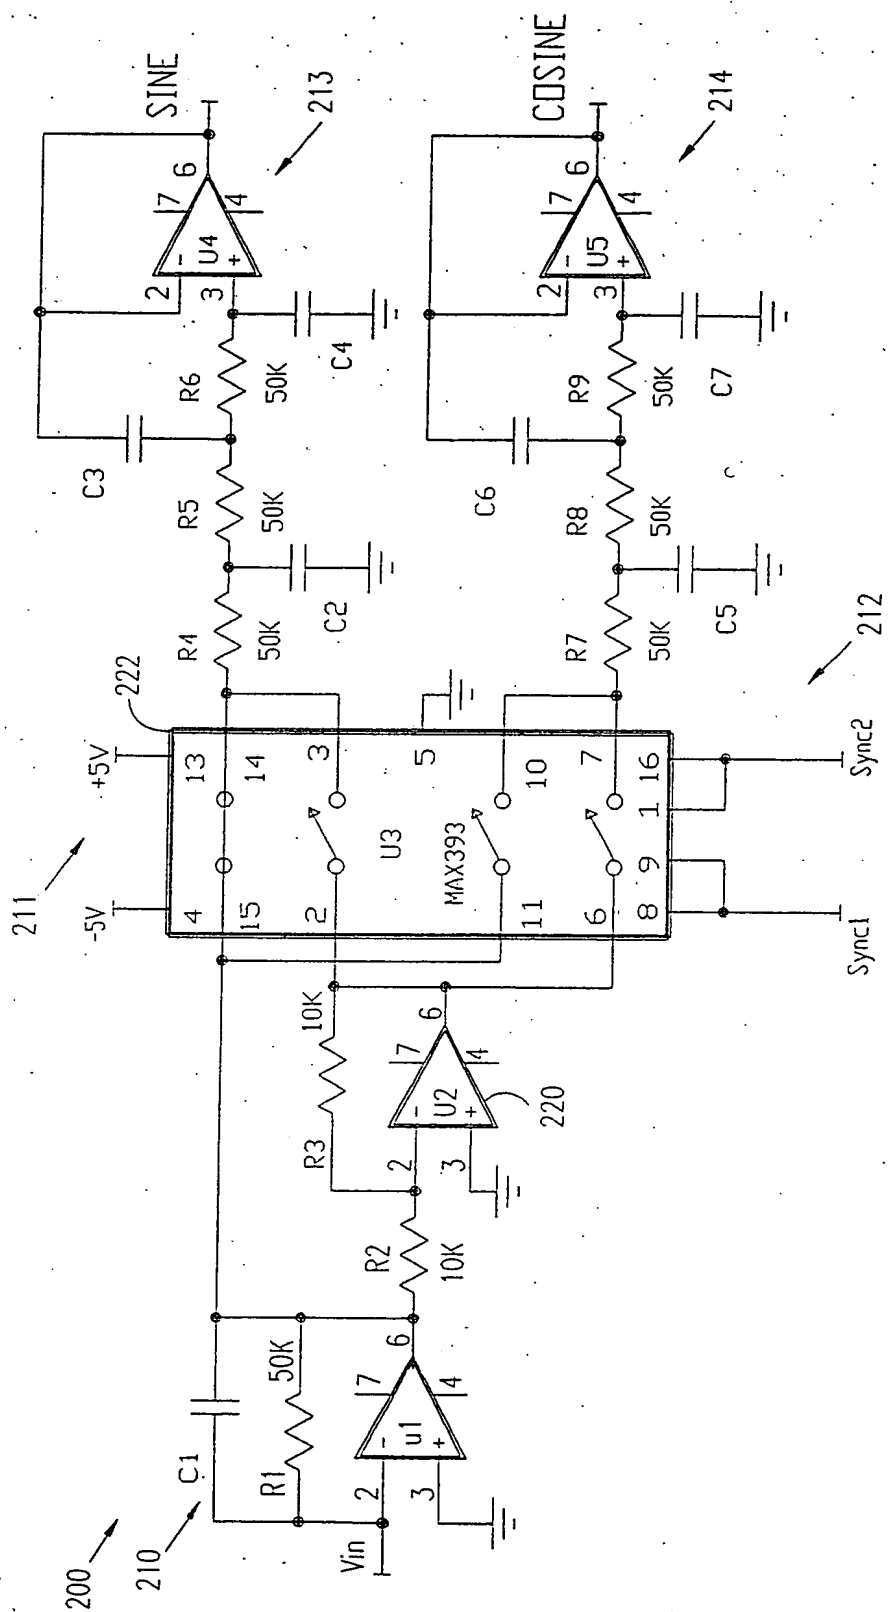 200
210
Vin
C1
R1
50K
2
3
u1
-
+
7
4
6
R2
10K
R3
10K
2
3
U2
-
+
7
4
6
220
211
-5V
+5V
222
4
13
15
14
2
3
U3
5
MAX393
11
10
6
7
8
9
1
16
Sync1
Sync2
212
R4
50K
C2
R5
50K
C3
R6
50K
C4
2
3
U4
-
+
7
4
6
SINE
213
R7
50K
C5
R8
50K
C6
R9
50K
C7
2
3
U5
-
+
7
4
6
COSINE
214